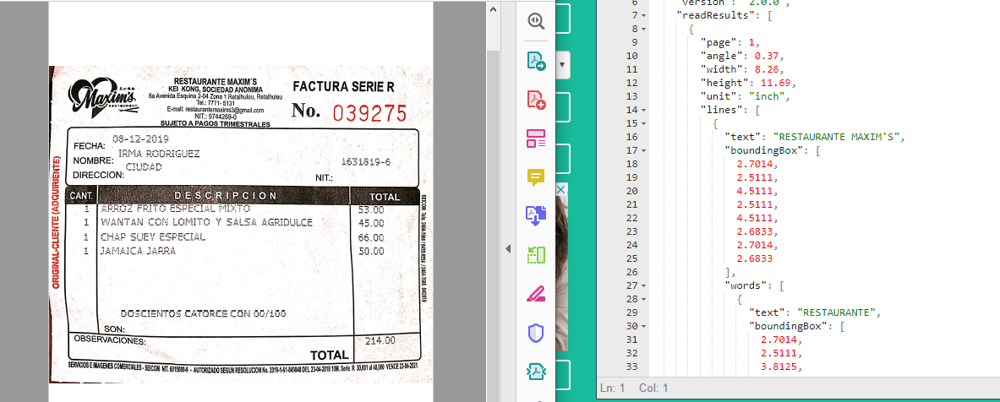 Maxim's
RESTAURANT
RESTAURANTE MAXIM'S
KEI KONG, SOCIEDAD ANONIMA
6a Avenida Esquina 2-04 Zona 1 Retalhuleu, Retalhuleu
Tel.: 7771- 5131
E-mail: restaurantemaxims3@gmail.com
NIT.: 9744269-0
SUJETO A PAGOS TRIMESTRALES
FACTURA SERIE R
No. 039275
FECHA: 08-12-2019
NOMBRE: IRMA RODRIGUEZ
DIRECCION: CIUDAD
NIT.: 1631819-6
CANT. DESCRIPCION TOTAL
1 ARROZ FRITO ESPECIAL MIXTO 53.00
1 WANTAN CON LOMITO Y SALSA AGRIDULCE 45.00
1 CHAP SUEY ESPECIAL 66.00
1 JAMAICA JARRA 50.00
DOSCIENTOS CATORCE CON 00/100
SON:
OBSERVACIONES:
TOTAL 214.00
SERVICIOS E IMAGENES COMERCIALES - SEICOM NIT. 6815080-6 - AUTORIZADO SEGUN RESOLUCION No. 2019-1-61-849848 DEL 23-04-2019 10M. Serie R 30,001 al 40,000 VENCE 23-04-2021
ORIGINAL-CLIENTE (ADQUIRIENTE)
6 "version": "2.0.0",
7 "readResults": [
8 {
9 "page": 1,
10 "angle": 0.37,
11 "width": 8.26,
12 "height": 11.69,
13 "unit": "inch",
14 "lines": [
15 {
16 "text": "RESTAURANTE MAXIM'S",
17 "boundingBox": [
18 2.7014,
19 2.5111,
20 4.5111,
21 2.5111,
22 4.5111,
23 2.6833,
24 2.7014,
25 2.6833
26 ],
27 "words": [
28 {
29 "text": "RESTAURANTE",
30 "boundingBox": [
31 2.7014,
32 2.5111,
33 3.8125,
Ln: 1 Col: 1